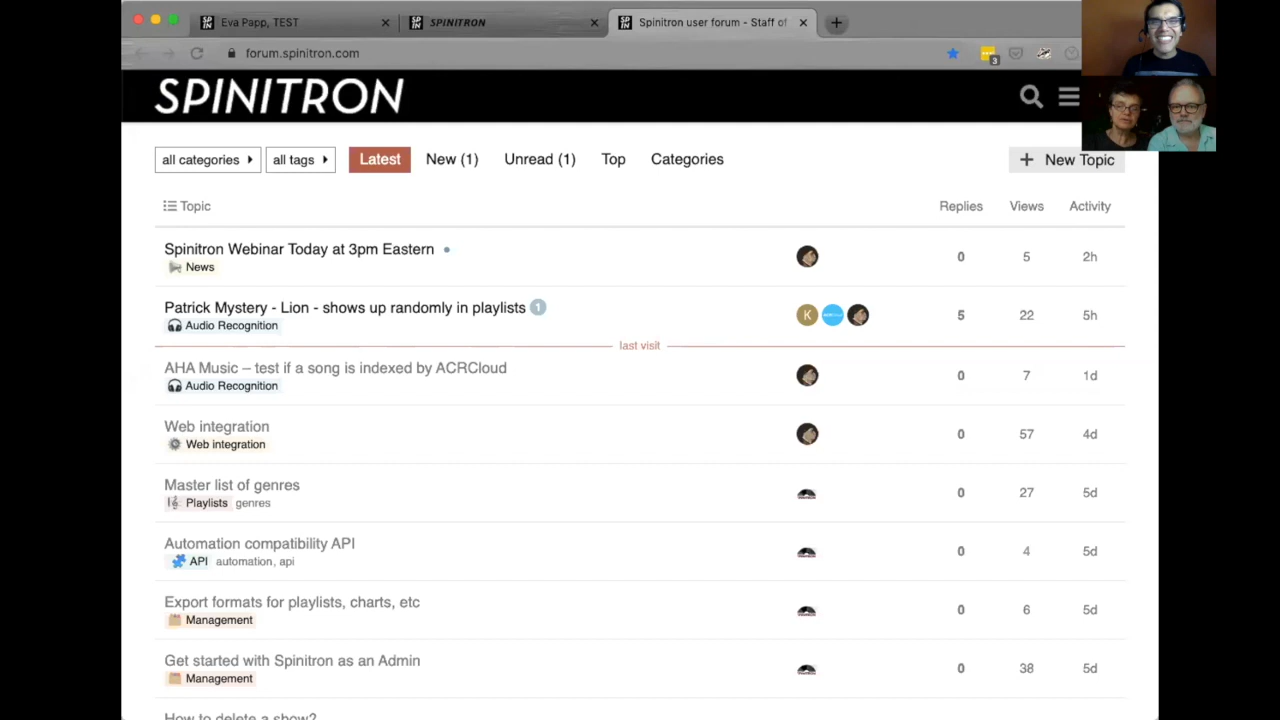 Eva Papp, TEST
SPINITRON
Spinitron user forum - Staff of
forum.spinitron.com
3
SPINITRON
all categories
all tags
Latest
New (1)
Unread (1)
Top
Categories
+ New Topic
Topic
Replies
Views
Activity
Spinitron Webinar Today at 3pm Eastern
News
0
5
2h
Patrick Mystery - Lion - shows up randomly in playlists 1
Audio Recognition
K
5
22
5h
last visit
AHA Music – test if a song is indexed by ACRCloud
Audio Recognition
0
7
1d
Web integration
Web integration
0
57
4d
Master list of genres
Playlists genres
0
27
5d
Automation compatibility API
API automation, api
0
4
5d
Export formats for playlists, charts, etc
Management
0
6
5d
Get started with Spinitron as an Admin
Management
0
38
5d
How to delete a show?